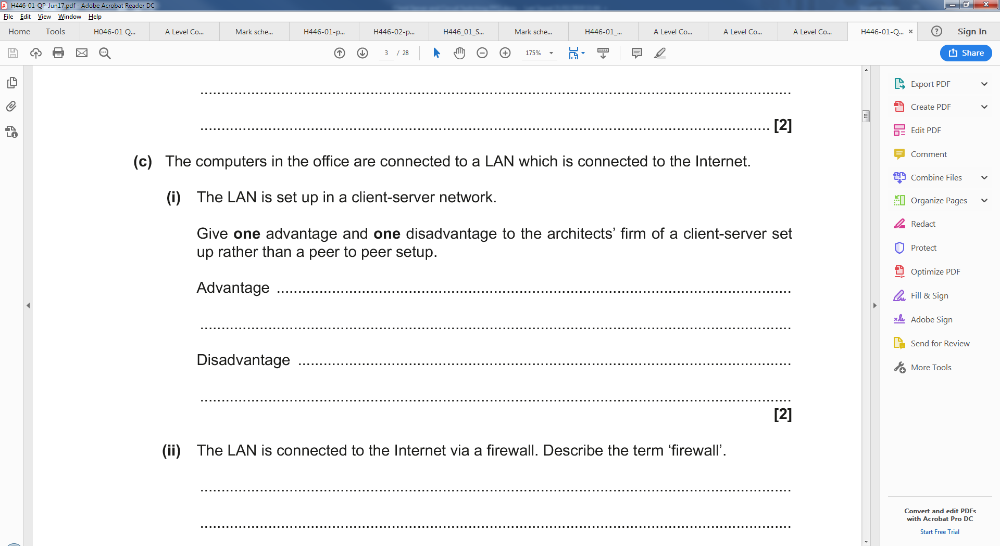 H446-01-QP-Jun17.pdf - Adobe Acrobat Reader DC
File Edit View Window Help
Home Tools H046-01 Q... A Level Co... Mark sche... H446-01-p... H446-02-p... H446_01_S... Mark sche... H446-01_... A Level Co... A Level Co... A Level Co... H446-01-Q... × ? Sign In
3 / 28 175% Share
[2]
(c) The computers in the office are connected to a LAN which is connected to the Internet.
(i) The LAN is set up in a client-server network.
Give one advantage and one disadvantage to the architects’ firm of a client-server set
up rather than a peer to peer setup.
Advantage
Disadvantage
[2]
(ii) The LAN is connected to the Internet via a firewall. Describe the term ‘firewall’.
Export PDF
Create PDF
Edit PDF
Comment
Combine Files
Organize Pages
Redact
Protect
Optimize PDF
Fill & Sign
Adobe Sign
Send for Review
More Tools
Convert and edit PDFs
with Acrobat Pro DC
Start Free Trial